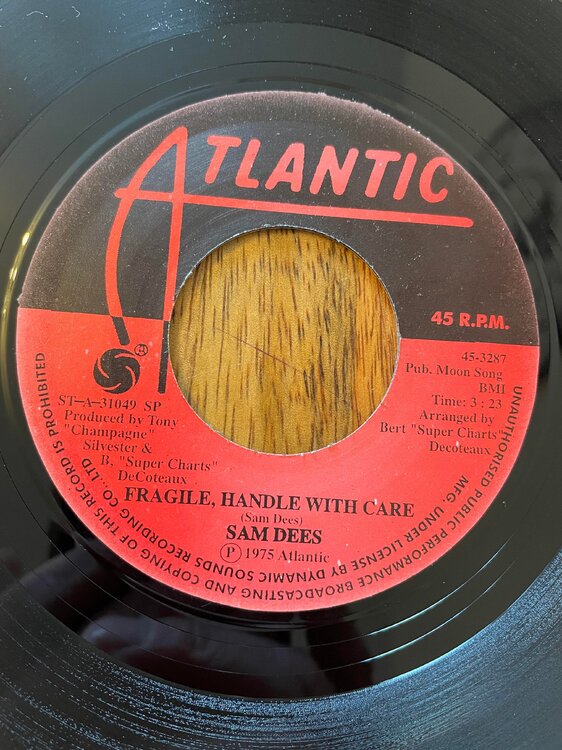 ATLANTIC
45 R.P.M.
®
ST—A—31049 SP
Produced by Tony
"Champagne"
Silvester &
B, "Super Charts"
DeCoteaux
45-3287
Pub. Moon Song
BMI
Time: 3 : 23
Arranged by
Bert "Super Charts"
Decoteaux
FRAGILE, HANDLE WITH CARE
(Sam Dees)
SAM DEES
Ⓟ 1975 Atlantic
UNAUTHORISED PUBLIC PERFORMANCE BROADCASTING AND COPYING OF THIS RECORD IS PROHIBITED
MFG. UNDER LICENSE BY DYNAMIC SOUNDS RECORDING CO., LTD